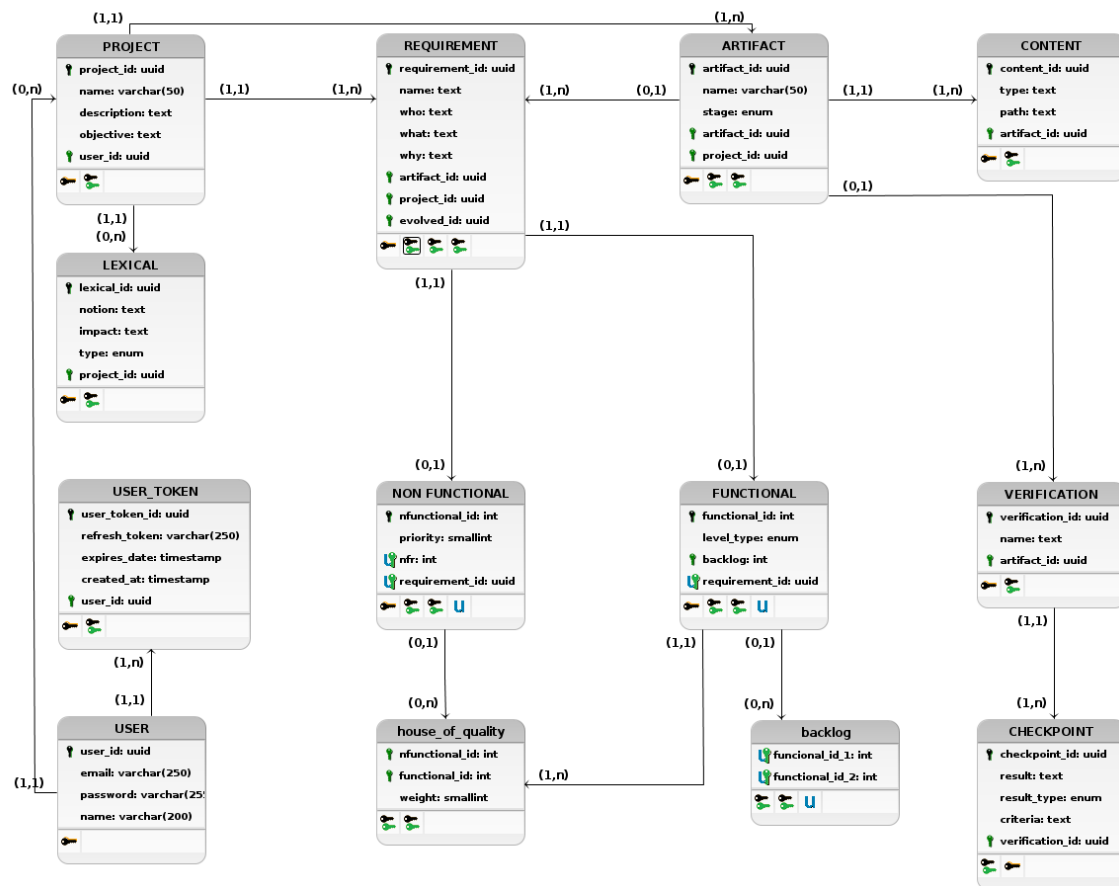 (1,1)
(1,n)
PROJECT
project_id: uuid
name: varchar(50)
description: text
objective: text
user_id: uuid
(0,n)
(1,1)
(1,n)
REQUIREMENT
requirement_id: uuid
name: text
who: text
what: text
why: text
artifact_id: uuid
project_id: uuid
evolved_id: uuid
(1,n)
(0,1)
ARTIFACT
artifact_id: uuid
name: varchar(50)
stage: enum
artifact_id: uuid
project_id: uuid
(1,1)
(1,n)
CONTENT
content_id: uuid
type: text
path: text
artifact_id: uuid
(0,1)
(1,1)
(0,n)
(1,1)
(1,1)
LEXICAL
lexical_id: uuid
notion: text
impact: text
type: enum
project_id: uuid
(0,1)
(0,1)
(1,n)
USER_TOKEN
user_token_id: uuid
refresh_token: varchar(250)
expires_date: timestamp
created_at: timestamp
user_id: uuid
NON FUNCTIONAL
nfunctional_id: int
priority: smallint
u nfr: int
u requirement_id: uuid
u
FUNCTIONAL
functional_id: int
level_type: enum
backlog: int
u requirement_id: uuid
u
VERIFICATION
verification_id: uuid
name: text
artifact_id: uuid
(1,n)
(1,1)
(0,1)
(0,n)
(1,1)
(0,1)
(0,n)
(1,1)
(1,n)
USER
user_id: uuid
email: varchar(250)
password: varchar(25
name: varchar(200)
(1,1)
house_of_quality
nfunctional_id: int
functional_id: int
weight: smallint
(1,n)
backlog
u funcional_id_1: int
u functional_id_2: int
u
CHECKPOINT
checkpoint_id: uuid
result: text
result_type: enum
criteria: text
verification_id: uuid